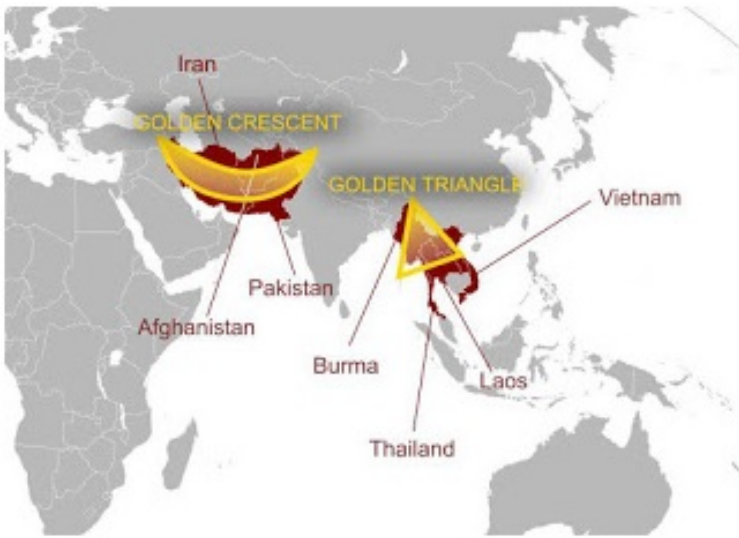 Iran
GOLDEN CRESCENT
GOLDEN TRIANGLE
Vietnam
Pakistan
Afghanistan
Burma
Laos
Thailand